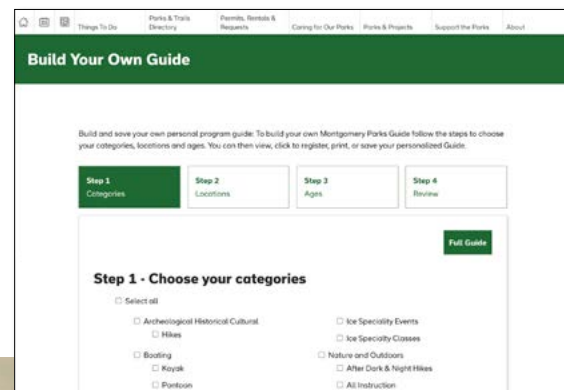 Things To Do
Parks & Trails Directory
Permits, Rentals & Requests
Caring for Our Parks
Parks & Projects
Support the Parks
About
Build Your Own Guide
Build and save your own personal program guide: To build your own Montgomery Parks Guide follow the steps to choose
your categories, locations and ages. You can then view, click to register, print, or save your personalized Guide.
Step 1
Categories
Step 2
Locations
Step 3
Ages
Step 4
Review
Full Guide
Step 1 - Choose your categories
Select all
Archeological Historical Cultural
Hikes
Boating
Kayak
Pontoon
Ice Speciality Events
Ice Specialty Classes
Nature and Outdoors
After Dark & Night Hikes
All Instruction